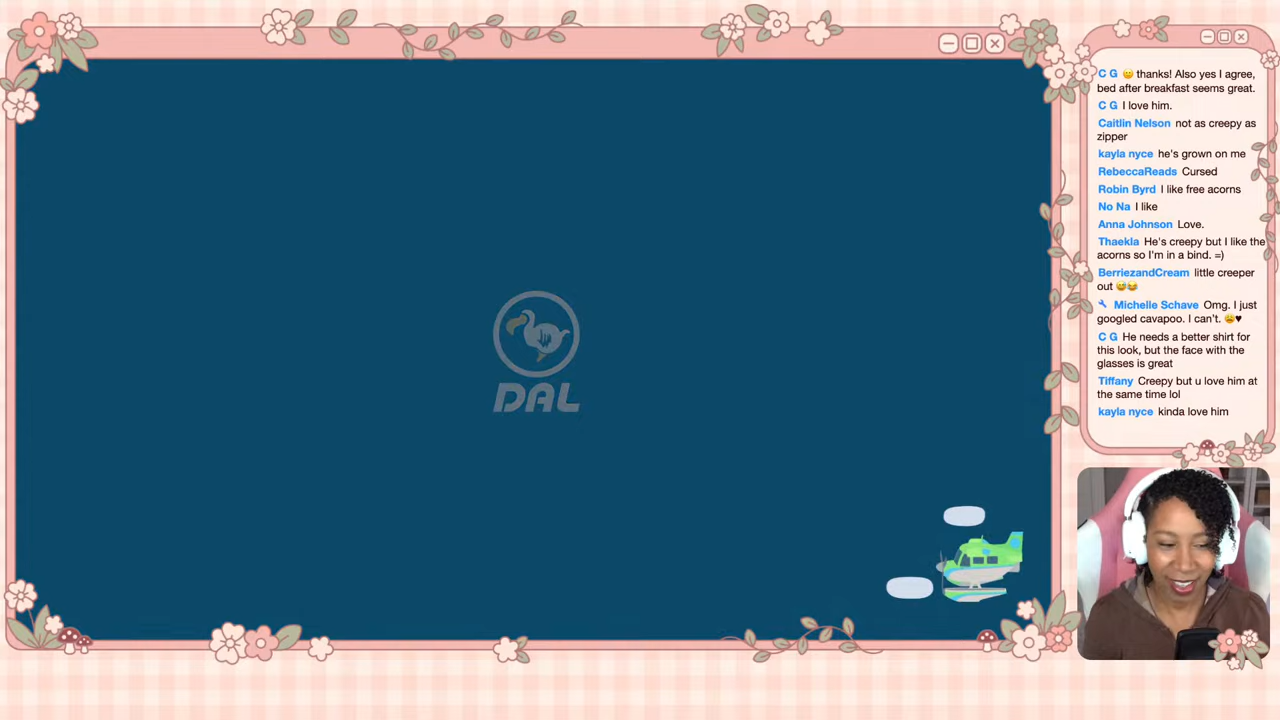 C G 🙂 thanks! Also yes I agree,
bed after breakfast seems great.
C G I love him.
Caitlin Nelson not as creepy as
zipper
kayla nyce he's grown on me
RebeccaReads Cursed
Robin Byrd I like free acorns
No Na I like
Anna Johnson Love.
Thaekla He's creepy but I like the
acorns so I'm in a bind. =)
BerriezandCream little creeper
out 😅😂
Michelle Schave Omg. I just
googled cavapoo. I can't. 😩♥
C G He needs a better shirt for
this look, but the face with the
glasses is great
Tiffany Creepy but u love him at
the same time lol
kayla nyce kinda love him
DAL